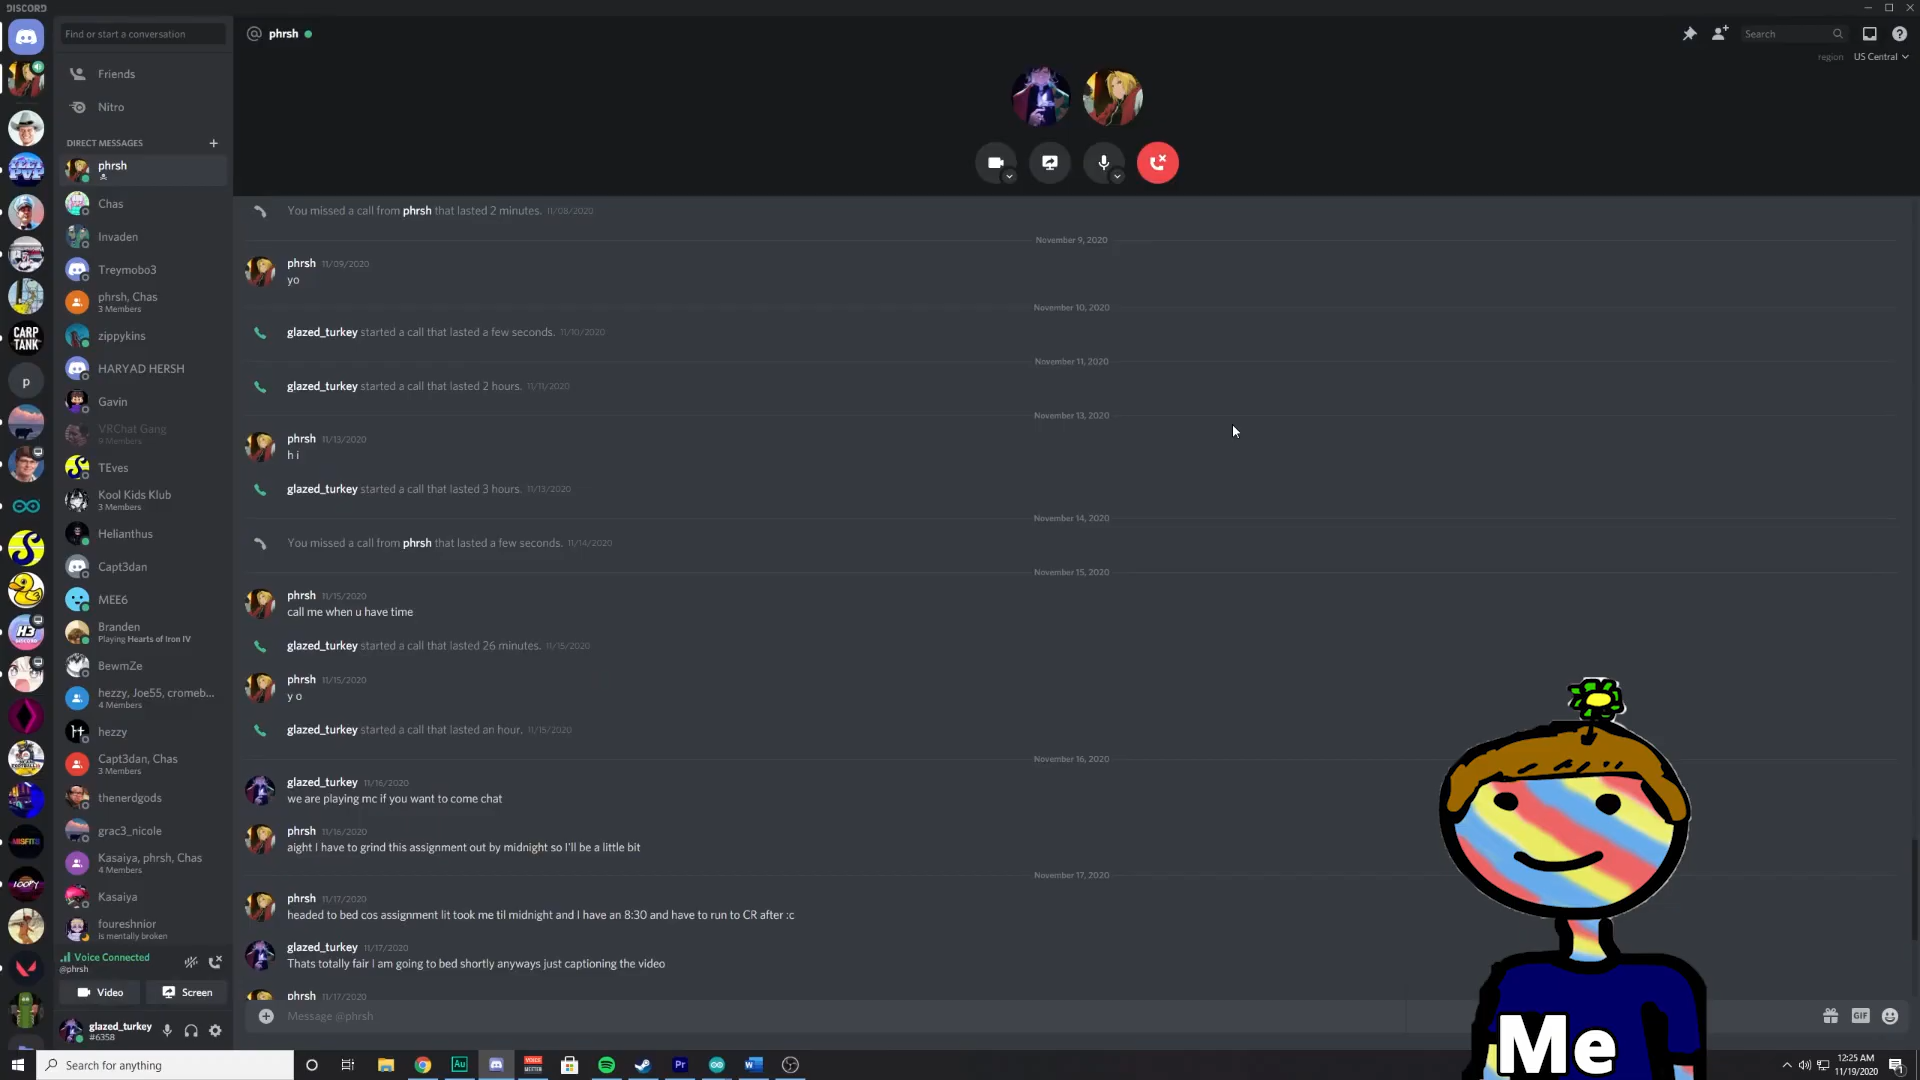 DISCORD
Find or start a conversation
@ phrsh
Search
region US Central
Friends
Nitro
DIRECT MESSAGES
phrsh
Chas
Invaden
Treymobo3
phrsh, Chas
3 Members
zippykins
HARYAD HERSH
Gavin
VRChat Gang
9 Members
TEves
Kool Kids Klub
3 Members
Helianthus
Capt3dan
MEE6
Branden
Playing Hearts of Iron IV
BewmZe
hezzy, Joe55, cromeb...
4 Members
hezzy
Capt3dan, Chas
3 Members
thenerdgods
grac3_nicole
Kasaiya, phrsh, Chas
4 Members
Kasaiya
foureshnior
Is mentally broken
Voice Connected
@phrsh
Video
Screen
glazed_turkey
#6358
CARP
TANK
p
H3
LOOPY
You missed a call from phrsh that lasted 2 minutes. 11/08/2020
November 9, 2020
phrsh 11/09/2020
yo
November 10, 2020
glazed_turkey started a call that lasted a few seconds. 11/10/2020
November 11, 2020
glazed_turkey started a call that lasted 2 hours. 11/11/2020
November 13, 2020
phrsh 11/13/2020
h i
glazed_turkey started a call that lasted 3 hours. 11/13/2020
November 14, 2020
You missed a call from phrsh that lasted a few seconds. 11/14/2020
November 15, 2020
phrsh 11/15/2020
call me when u have time
glazed_turkey started a call that lasted 26 minutes. 11/15/2020
phrsh 11/15/2020
y o
glazed_turkey started a call that lasted an hour. 11/15/2020
November 16, 2020
glazed_turkey 11/16/2020
we are playing mc if you want to come chat
phrsh 11/16/2020
aight I have to grind this assignment out by midnight so I'll be a little bit
November 17, 2020
phrsh 11/17/2020
headed to bed cos assignment lit took me til midnight and I have an 8:30 and have to run to CR after :c
glazed_turkey 11/17/2020
Thats totally fair I am going to bed shortly anyways just captioning the video
phrsh 11/17/2020
Message @phrsh
GIF
Me
Search for anything
Au
Pr
12:25 AM
11/19/2020